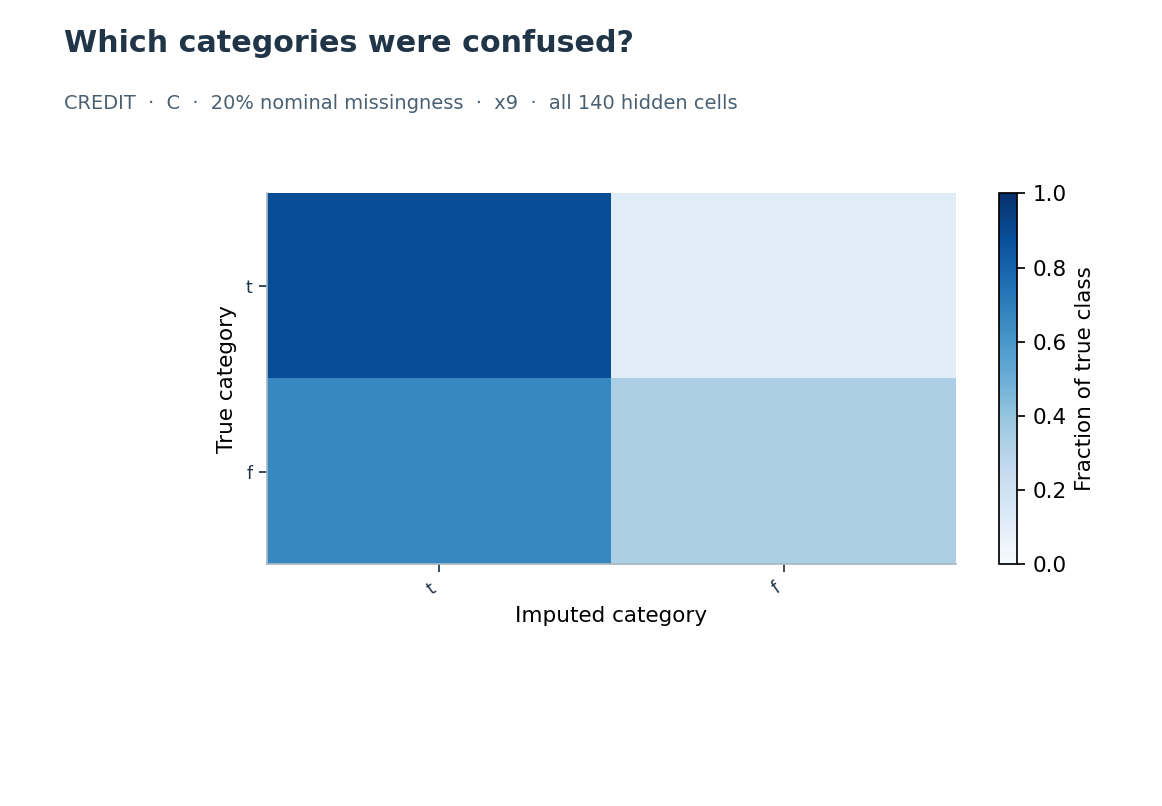 Which categories were confused?
CREDIT · C · 20% nominal missingness · x9 · all 140 hidden cells
True category
t
f
t
f
Imputed category
1.0
0.8
0.6
0.4
0.2
0.0
Fraction of true class